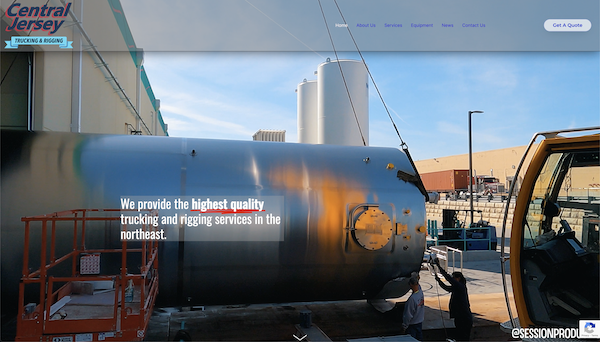 Central
Jersey
TRUCKING & RIGGING
Home
About Us
Services
Equipment
News
Contact Us
Get A Quote
We provide the highest quality
trucking and rigging services in the
northeast.
@SESSIONPRODU